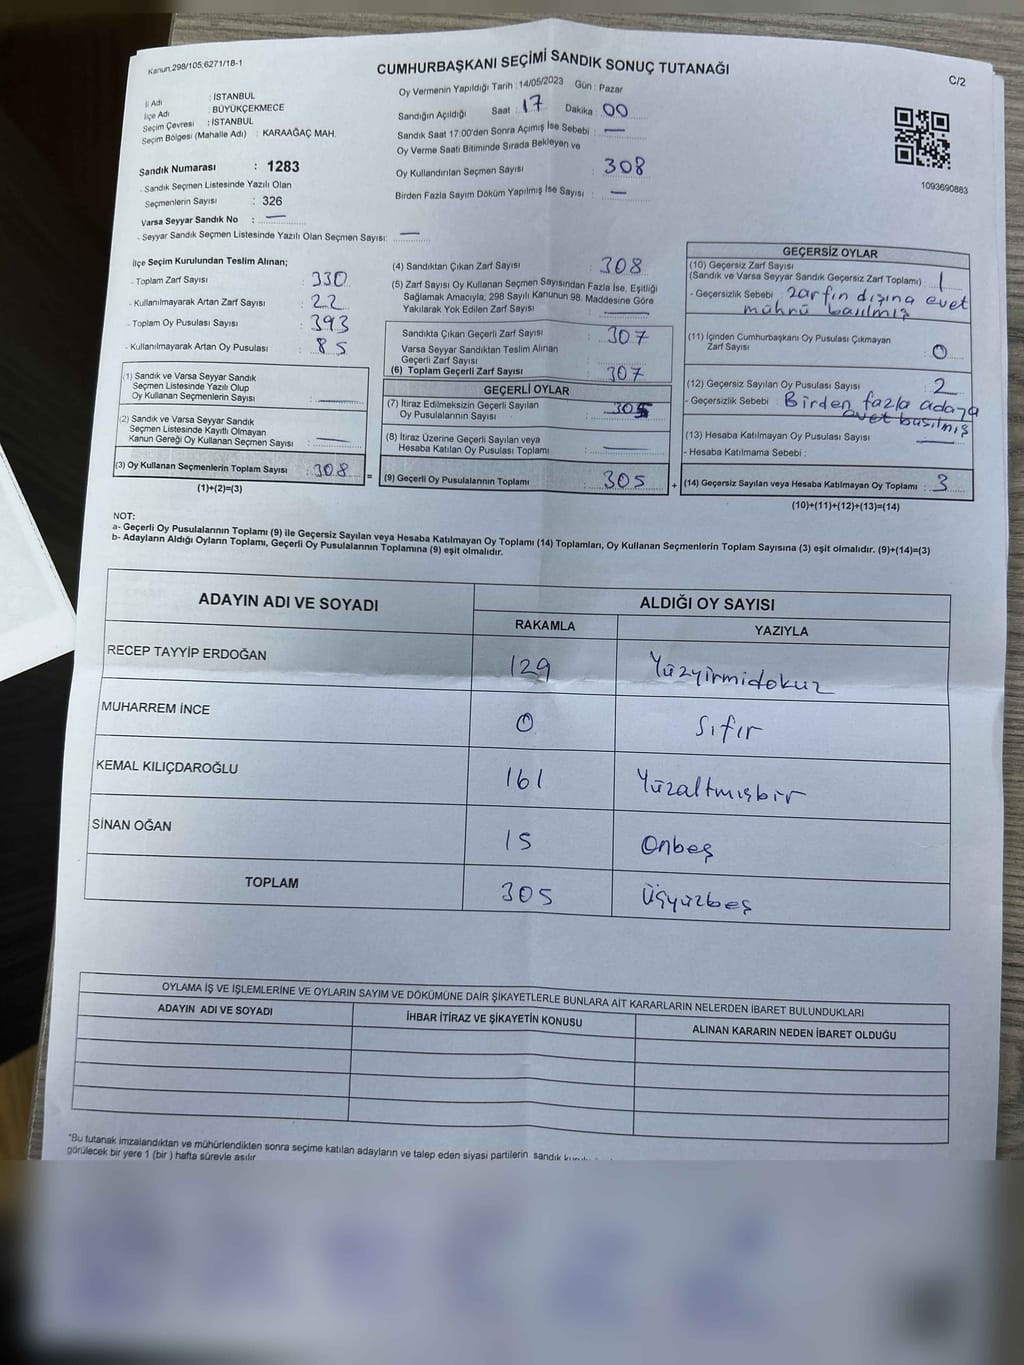 Kanun,298/105,6271/18-1
CUMHURBAŞKANI SEÇİMİ SANDIK SONUÇ TUTANAĞI
C/2
İl Adı : İSTANBUL
İlçe Adı : BÜYÜKÇEKMECE
Seçim Çevresi : İSTANBUL
Seçim Bölgesi (Mahalle Adı) : KARAAĞAÇ MAH.
Sandık Numarası : 1283
- Sandık Seçmen Listesinde Yazılı Olan
Seçmenlerin Sayısı : 326
Varsa Seyyar Sandık No : —
- Seyyar Sandık Seçmen Listesinde Yazılı Olan Seçmen Sayısı: —
Oy Vermenin Yapıldığı Tarih : 14/05/2023 Gün : Pazar
Sandığın Açıldığı Saat : 17 Dakika : 00
Sandık Saat 17:00'den Sonra Açımış İse Sebebi : —
Oy Verme Saati Bitiminde Sırada Bekleyen ve
Oy Kullandırılan Seçmen Sayısı : 308
Birden Fazla Sayım Döküm Yapılmış İse Sayısı : —
1093690883
İlçe Seçim Kurulundan Teslim Alınan;
- Toplam Zarf Sayısı : 330
- Kullanılmayarak Artan Zarf Sayısı : 22
- Toplam Oy Pusulası Sayısı : 393
- Kullanılmayarak Artan Oy Pusulası : 85
(1) Sandık ve Varsa Seyyar Sandık
Seçmen Listesinde Yazılı Olup
Oy Kullanan Seçmenlerin Sayısı : —
(2) Sandık ve Varsa Seyyar Sandık
Seçmen Listesinde Kayıtlı Olmayan
Kanun Gereği Oy Kullanan Seçmen Sayısı : —
(3) Oy Kullanan Seçmenlerin Toplam Sayısı : 308 =
(1)+(2)=(3)
(4) Sandıktan Çıkan Zarf Sayısı : 308
(5) Zarf Sayısı Oy Kullanan Seçmen Sayısından Fazla İse, Eşitliği
Sağlamak Amacıyla; 298 Sayılı Kanunun 98. Maddesine Göre
Yakılarak Yok Edilen Zarf Sayısı : —
Sandıkta Çıkan Geçerli Zarf Sayısı : 307
Varsa Seyyar Sandıktan Teslim Alınan
Geçerli Zarf Sayısı :
(6) Toplam Geçerli Zarf Sayısı : 307
GEÇERLİ OYLAR
(7) İtiraz Edilmeksizin Geçerli Sayılan
Oy Pusulalarının Sayısı : 305
(8) İtiraz Üzerine Geçerli Sayılan veya
Hesaba Katılan Oy Pusulası Toplamı : —
(9) Geçerli Oy Pusulalarının Toplamı : 305 +
GEÇERSİZ OYLAR
(10) Geçersiz Zarf Sayısı
(Sandık ve Varsa Seyyar Sandık Geçersiz Zarf Toplamı) : 1
- Geçersizlik Sebebi : zarfın dışına evet
mührü basılmış
(11) İçinden Cumhurbaşkanı Oy Pusulası Çıkmayan
Zarf Sayısı : 0
(12) Geçersiz Sayılan Oy Pusulası Sayısı : 2
- Geçersizlik Sebebi : Birden fazla adaya
evet basılmış
(13) Hesaba Katılmayan Oy Pusulası Sayısı : —
- Hesaba Katılmama Sebebi :
(14) Geçersiz Sayılan veya Hesaba Katılmayan Oy Toplamı : 3
(10)+(11)+(12)+(13)=(14)
NOT:
a- Geçerli Oy Pusulalarının Toplamı (9) ile Geçersiz Sayılan veya Hesaba Katılmayan Oy Toplamı (14) Toplamları, Oy Kullanan Seçmenlerin Toplam Sayısına (3) eşit olmalıdır. (9)+(14)=(3)
b- Adayların Aldığı Oyların Toplamı, Geçerli Oy Pusulalarının Toplamına (9) eşit olmalıdır.
ADAYIN ADI VE SOYADI ALDIĞI OY SAYISI
RAKAMLA YAZIYLA
RECEP TAYYİP ERDOĞAN 129 Yüzyirmidokuz
MUHARREM İNCE 0 Sıfır
KEMAL KILIÇDAROĞLU 161 Yüzaltmışbir
SİNAN OĞAN 15 Onbeş
TOPLAM 305 Üçyüzbeş
OYLAMA İŞ VE İŞLEMLERİNE VE OYLARIN SAYIM VE DÖKÜMÜNE DAİR ŞİKAYETLERLE BUNLARA AİT KARARLARIN NELERDEN İBARET BULUNDUKLARI
ADAYIN ADI VE SOYADI İHBAR İTİRAZ VE ŞİKAYETİN KONUSU ALINAN KARARIN NEDEN İBARET OLDUĞU
*Bu tutanak imzalandıktan ve mühürlendikten sonra seçime katılan adayların ve talep eden siyasi partilerin sandık
görülecek bir yere 1 (bir ) hafta süreyle asılır